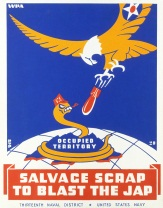 WPA
OCCUPIED
TERRITORY
SALVAGE SCRAP
TO BLAST THE JAP
THIRTEENTH NAVAL DISTRICT • UNITED STATES NAVY